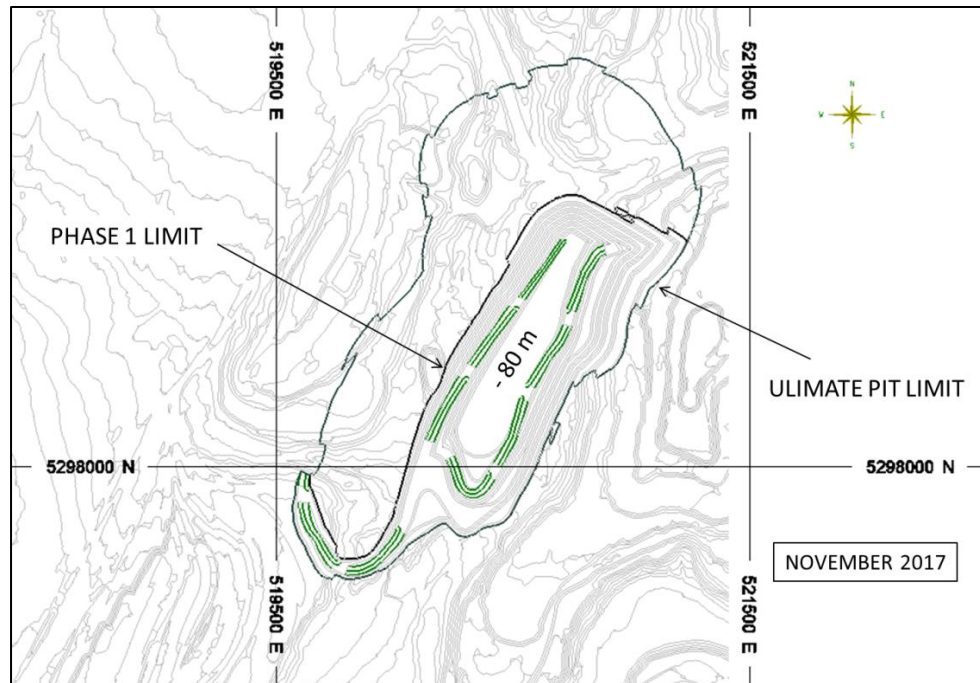 519500 E
521500 E
N
W E
S
PHASE 1 LIMIT
- 80 m
ULIMATE PIT LIMIT
5298000 N
5298000 N
NOVEMBER 2017
519500 E
521500 E